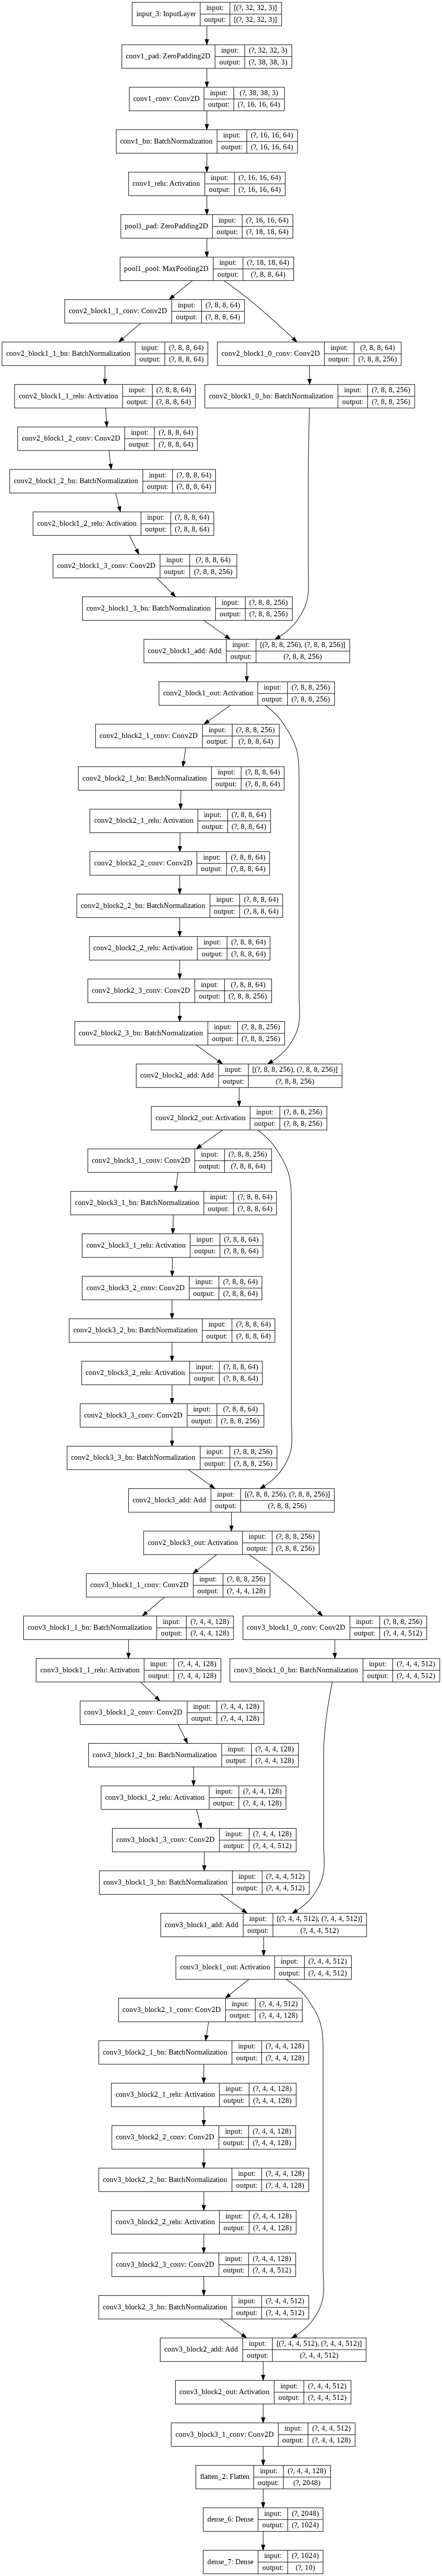 input_3: InputLayer
input: [(?, 32, 32, 3)]
output: [(?, 32, 32, 3)]
conv1_pad: ZeroPadding2D
input: (?, 32, 32, 3)
output: (?, 38, 38, 3)
conv1_conv: Conv2D
input: (?, 38, 38, 3)
output: (?, 16, 16, 64)
conv1_bn: BatchNormalization
input: (?, 16, 16, 64)
output: (?, 16, 16, 64)
conv1_relu: Activation
input: (?, 16, 16, 64)
output: (?, 16, 16, 64)
pool1_pad: ZeroPadding2D
input: (?, 16, 16, 64)
output: (?, 18, 18, 64)
pool1_pool: MaxPooling2D
input: (?, 18, 18, 64)
output: (?, 8, 8, 64)
conv2_block1_1_conv: Conv2D
input: (?, 8, 8, 64)
output: (?, 8, 8, 64)
conv2_block1_1_bn: BatchNormalization
input: (?, 8, 8, 64)
output: (?, 8, 8, 64)
conv2_block1_0_conv: Conv2D
input: (?, 8, 8, 64)
output: (?, 8, 8, 256)
conv2_block1_1_relu: Activation
input: (?, 8, 8, 64)
output: (?, 8, 8, 64)
conv2_block1_0_bn: BatchNormalization
input: (?, 8, 8, 256)
output: (?, 8, 8, 256)
conv2_block1_2_conv: Conv2D
input: (?, 8, 8, 64)
output: (?, 8, 8, 64)
conv2_block1_2_bn: BatchNormalization
input: (?, 8, 8, 64)
output: (?, 8, 8, 64)
conv2_block1_2_relu: Activation
input: (?, 8, 8, 64)
output: (?, 8, 8, 64)
conv2_block1_3_conv: Conv2D
input: (?, 8, 8, 64)
output: (?, 8, 8, 256)
conv2_block1_3_bn: BatchNormalization
input: (?, 8, 8, 256)
output: (?, 8, 8, 256)
conv2_block1_add: Add
input: [(?, 8, 8, 256), (?, 8, 8, 256)]
output: (?, 8, 8, 256)
conv2_block1_out: Activation
input: (?, 8, 8, 256)
output: (?, 8, 8, 256)
conv2_block2_1_conv: Conv2D
input: (?, 8, 8, 256)
output: (?, 8, 8, 64)
conv2_block2_1_bn: BatchNormalization
input: (?, 8, 8, 64)
output: (?, 8, 8, 64)
conv2_block2_1_relu: Activation
input: (?, 8, 8, 64)
output: (?, 8, 8, 64)
conv2_block2_2_conv: Conv2D
input: (?, 8, 8, 64)
output: (?, 8, 8, 64)
conv2_block2_2_bn: BatchNormalization
input: (?, 8, 8, 64)
output: (?, 8, 8, 64)
conv2_block2_2_relu: Activation
input: (?, 8, 8, 64)
output: (?, 8, 8, 64)
conv2_block2_3_conv: Conv2D
input: (?, 8, 8, 64)
output: (?, 8, 8, 256)
conv2_block2_3_bn: BatchNormalization
input: (?, 8, 8, 256)
output: (?, 8, 8, 256)
conv2_block2_add: Add
input: [(?, 8, 8, 256), (?, 8, 8, 256)]
output: (?, 8, 8, 256)
conv2_block2_out: Activation
input: (?, 8, 8, 256)
output: (?, 8, 8, 256)
conv2_block3_1_conv: Conv2D
input: (?, 8, 8, 256)
output: (?, 8, 8, 64)
conv2_block3_1_bn: BatchNormalization
input: (?, 8, 8, 64)
output: (?, 8, 8, 64)
conv2_block3_1_relu: Activation
input: (?, 8, 8, 64)
output: (?, 8, 8, 64)
conv2_block3_2_conv: Conv2D
input: (?, 8, 8, 64)
output: (?, 8, 8, 64)
conv2_block3_2_bn: BatchNormalization
input: (?, 8, 8, 64)
output: (?, 8, 8, 64)
conv2_block3_2_relu: Activation
input: (?, 8, 8, 64)
output: (?, 8, 8, 64)
conv2_block3_3_conv: Conv2D
input: (?, 8, 8, 64)
output: (?, 8, 8, 256)
conv2_block3_3_bn: BatchNormalization
input: (?, 8, 8, 256)
output: (?, 8, 8, 256)
conv2_block3_add: Add
input: [(?, 8, 8, 256), (?, 8, 8, 256)]
output: (?, 8, 8, 256)
conv2_block3_out: Activation
input: (?, 8, 8, 256)
output: (?, 8, 8, 256)
conv3_block1_1_conv: Conv2D
input: (?, 8, 8, 256)
output: (?, 4, 4, 128)
conv3_block1_1_bn: BatchNormalization
input: (?, 4, 4, 128)
output: (?, 4, 4, 128)
conv3_block1_0_conv: Conv2D
input: (?, 8, 8, 256)
output: (?, 4, 4, 512)
conv3_block1_1_relu: Activation
input: (?, 4, 4, 128)
output: (?, 4, 4, 128)
conv3_block1_0_bn: BatchNormalization
input: (?, 4, 4, 512)
output: (?, 4, 4, 512)
conv3_block1_2_conv: Conv2D
input: (?, 4, 4, 128)
output: (?, 4, 4, 128)
conv3_block1_2_bn: BatchNormalization
input: (?, 4, 4, 128)
output: (?, 4, 4, 128)
conv3_block1_2_relu: Activation
input: (?, 4, 4, 128)
output: (?, 4, 4, 128)
conv3_block1_3_conv: Conv2D
input: (?, 4, 4, 128)
output: (?, 4, 4, 512)
conv3_block1_3_bn: BatchNormalization
input: (?, 4, 4, 512)
output: (?, 4, 4, 512)
conv3_block1_add: Add
input: [(?, 4, 4, 512), (?, 4, 4, 512)]
output: (?, 4, 4, 512)
conv3_block1_out: Activation
input: (?, 4, 4, 512)
output: (?, 4, 4, 512)
conv3_block2_1_conv: Conv2D
input: (?, 4, 4, 512)
output: (?, 4, 4, 128)
conv3_block2_1_bn: BatchNormalization
input: (?, 4, 4, 128)
output: (?, 4, 4, 128)
conv3_block2_1_relu: Activation
input: (?, 4, 4, 128)
output: (?, 4, 4, 128)
conv3_block2_2_conv: Conv2D
input: (?, 4, 4, 128)
output: (?, 4, 4, 128)
conv3_block2_2_bn: BatchNormalization
input: (?, 4, 4, 128)
output: (?, 4, 4, 128)
conv3_block2_2_relu: Activation
input: (?, 4, 4, 128)
output: (?, 4, 4, 128)
conv3_block2_3_conv: Conv2D
input: (?, 4, 4, 128)
output: (?, 4, 4, 512)
conv3_block2_3_bn: BatchNormalization
input: (?, 4, 4, 512)
output: (?, 4, 4, 512)
conv3_block2_add: Add
input: [(?, 4, 4, 512), (?, 4, 4, 512)]
output: (?, 4, 4, 512)
conv3_block2_out: Activation
input: (?, 4, 4, 512)
output: (?, 4, 4, 512)
conv3_block3_1_conv: Conv2D
input: (?, 4, 4, 512)
output: (?, 4, 4, 128)
flatten_2: Flatten
input: (?, 4, 4, 128)
output: (?, 2048)
dense_6: Dense
input: (?, 2048)
output: (?, 1024)
dense_7: Dense
input: (?, 1024)
output: (?, 10)